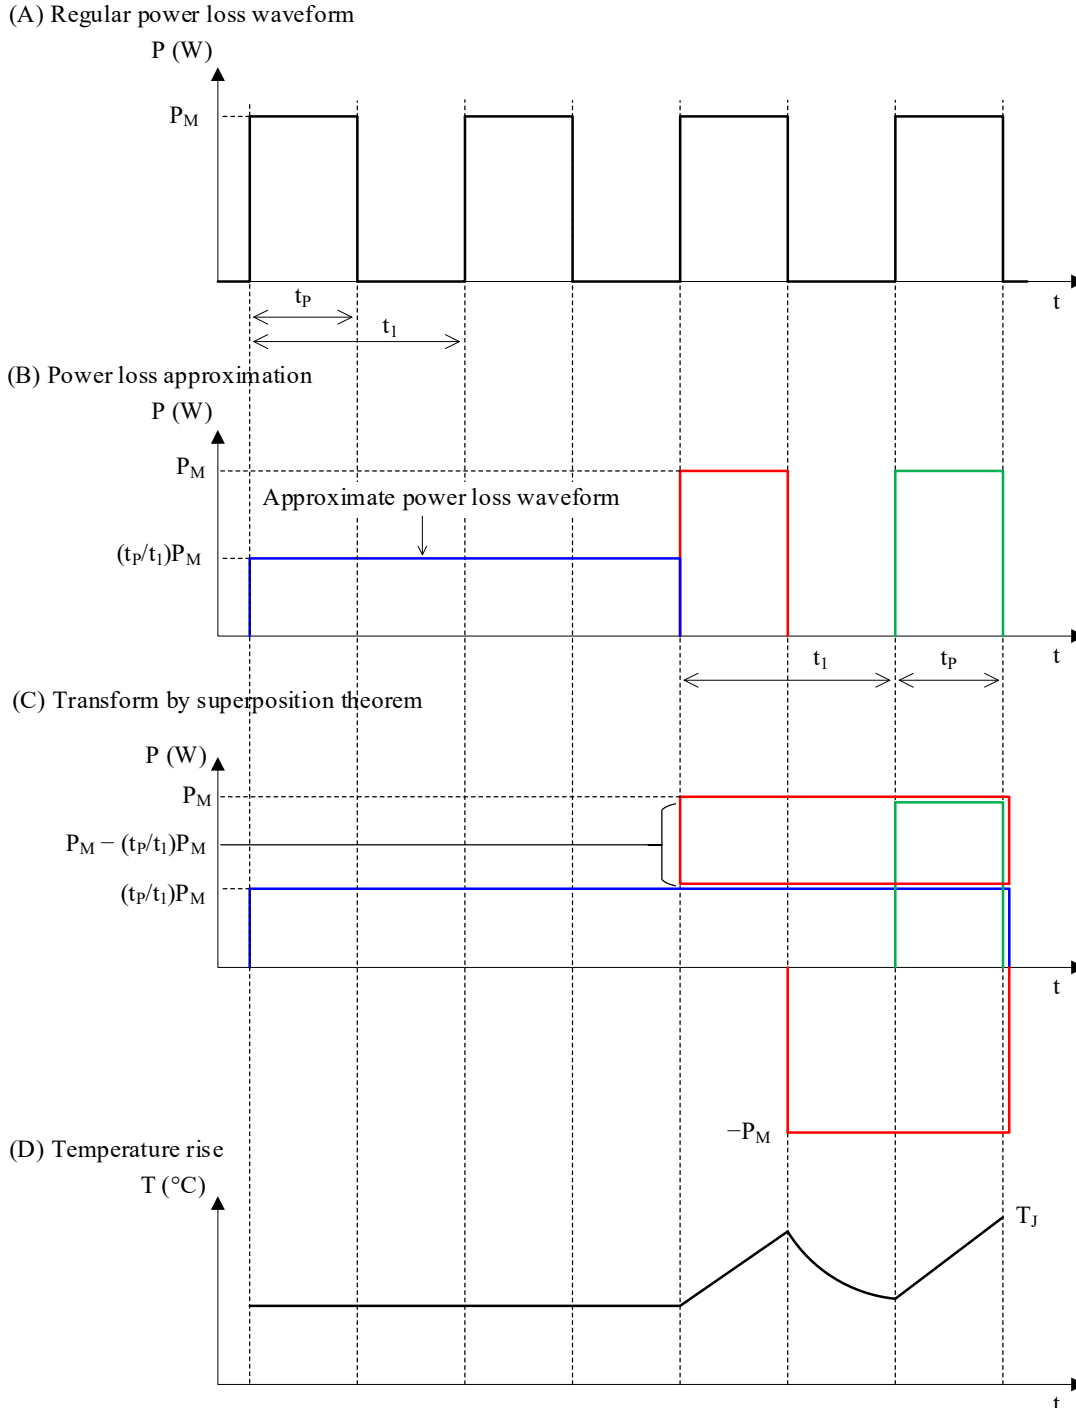 (A) Regular power loss waveform
P (W)
P_M
t
t_P
t_1
(B) Power loss approximation
P (W)
P_M
Approximate power loss waveform
(t_P/t_1)P_M
t
t_1
t_P
(C) Transform by superposition theorem
P (W)
P_M
P_M − (t_P/t_1)P_M
(t_P/t_1)P_M
t
−P_M
(D) Temperature rise
T (°C)
T_J
t